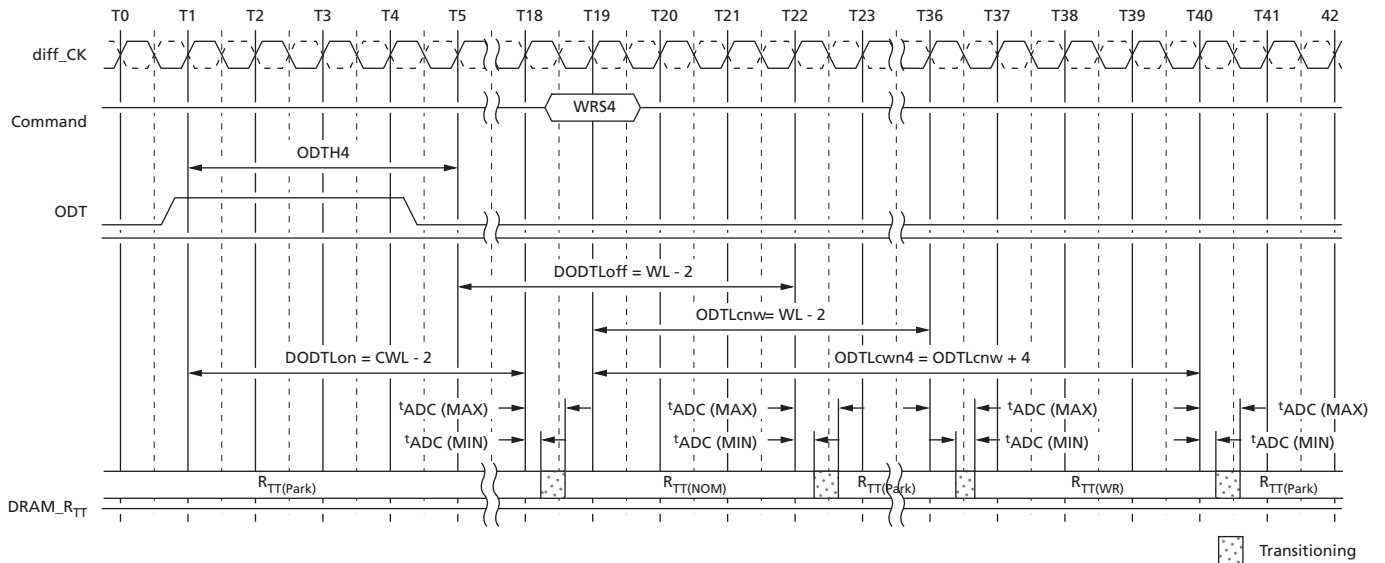 T0 T1 T2 T3 T4 T5 T18 T19 T20 T21 T22 T23 T36 T37 T38 T39 T40 T41 42
diff_CK
Command WRS4
ODTH4
ODT
DODTLoff = WL - 2
ODTLcnw= WL - 2
DODTLon = CWL - 2 ODTLcwn4 = ODTLcnw + 4
tADC (MAX) tADC (MAX) tADC (MAX) tADC (MAX)
tADC (MIN) tADC (MIN) tADC (MIN) tADC (MIN)
RTT(Park) RTT(NOM) RTT(Park) RTT(WR) RTT(Park)
DRAM_RTT
Transitioning